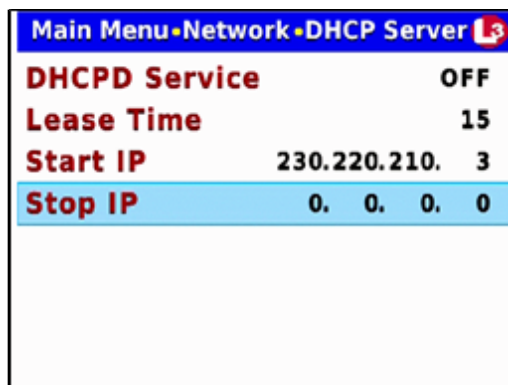 Main Menu•Network•DHCP Server L3
DHCPD Service OFF
Lease Time 15
Start IP 230.220.210. 3
Stop IP 0. 0. 0. 0